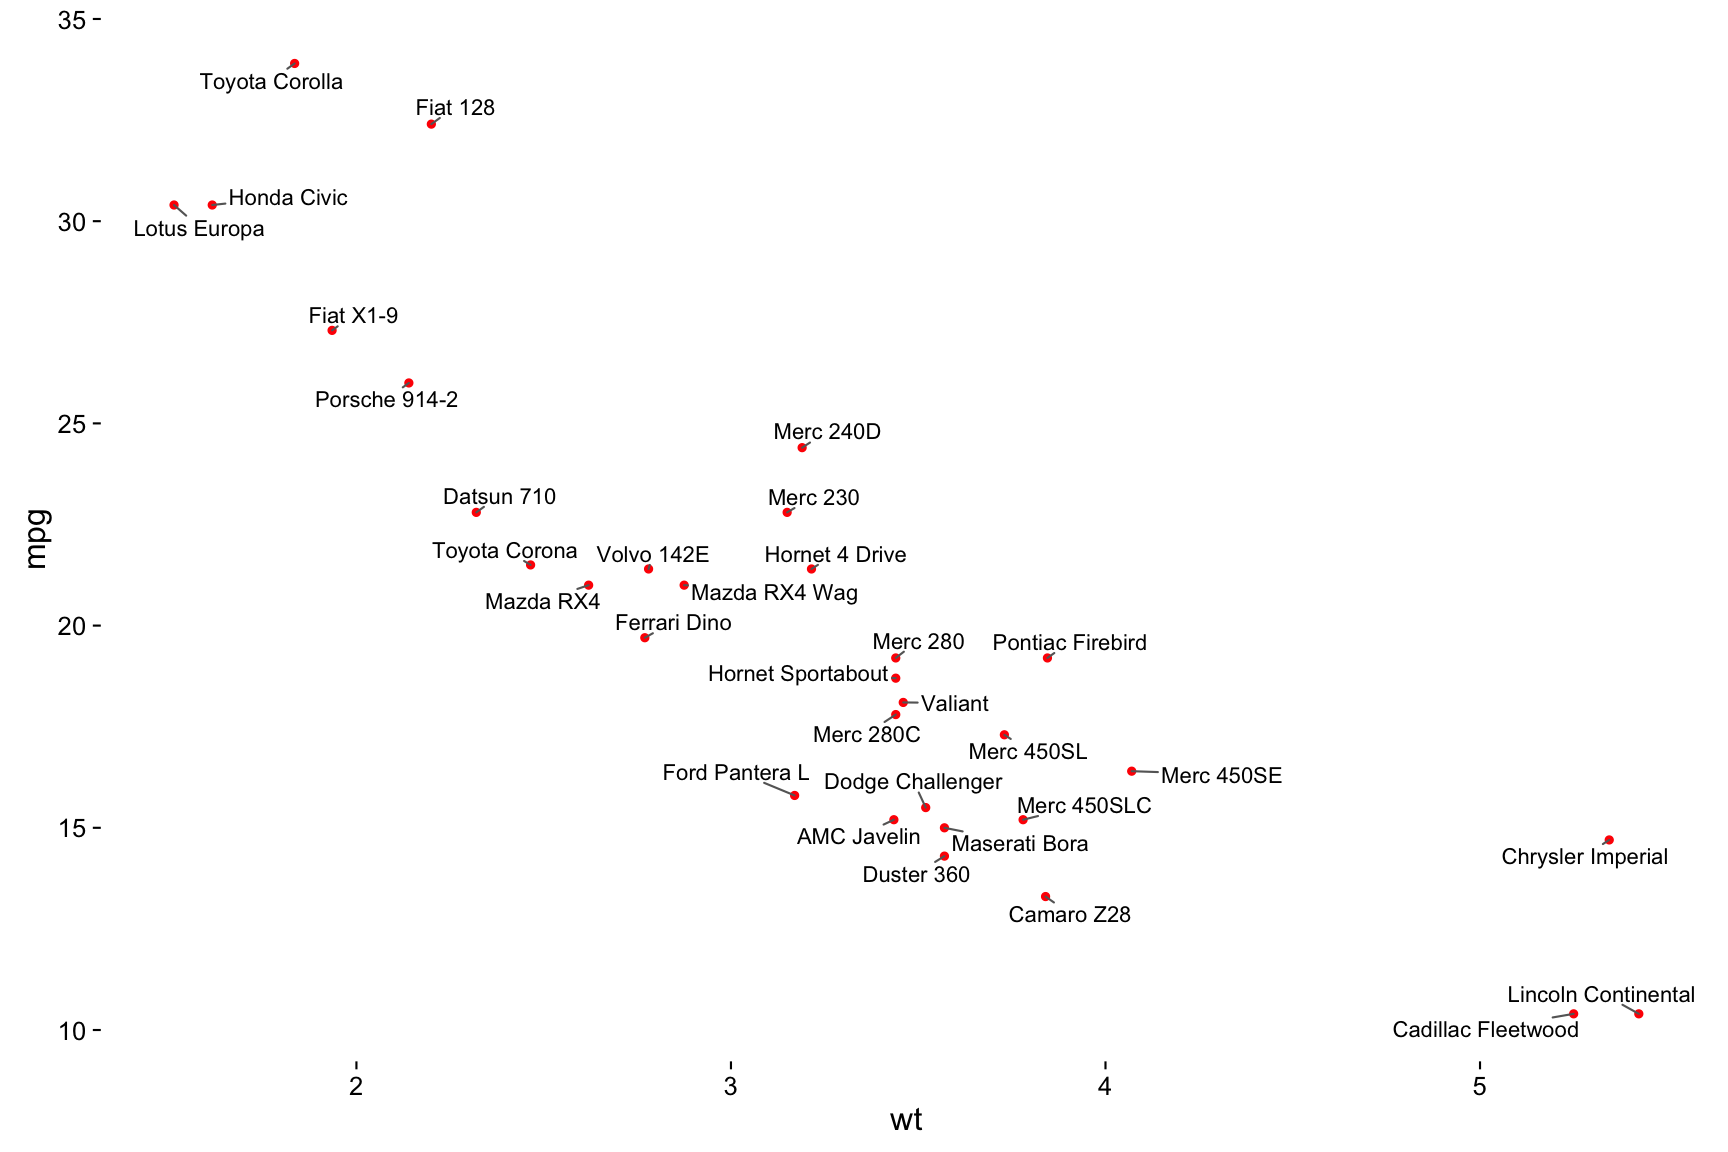 35
Toyota Corolla
Fiat 128
Honda Civic
30
Lotus Europa
Fiat X1-9
Porsche 914-2
25
Merc 240D
Datsun 710
Merc 230
mpg
Toyota Corona
Volvo 142E
Hornet 4 Drive
Mazda RX4
Mazda RX4 Wag
Ferrari Dino
20
Merc 280
Pontiac Firebird
Hornet Sportabout
Valiant
Merc 280C
Merc 450SL
Ford Pantera L
Dodge Challenger
Merc 450SE
Merc 450SLC
15
AMC Javelin
Maserati Bora
Chrysler Imperial
Duster 360
Camaro Z28
Lincoln Continental
10
Cadillac Fleetwood
2
3
4
5
wt